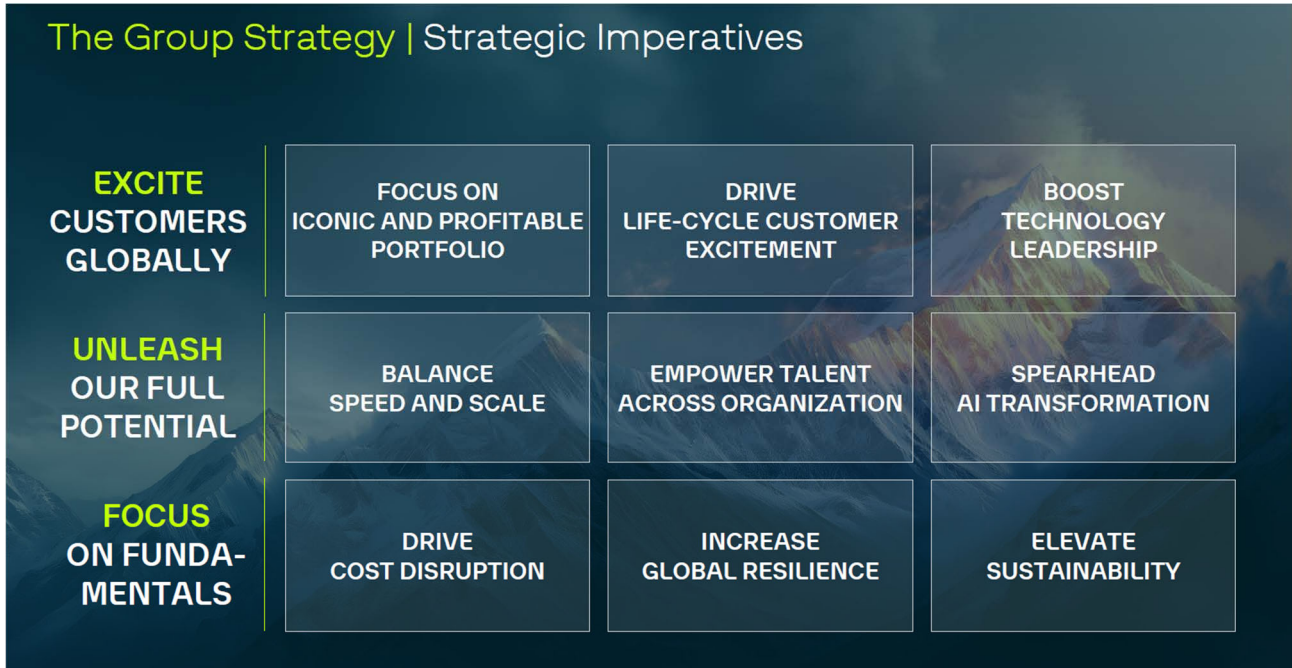 The Group Strategy | Strategic Imperatives
EXCITE
CUSTOMERS
GLOBALLY
FOCUS ON
ICONIC AND PROFITABLE
PORTFOLIO
DRIVE
LIFE-CYCLE CUSTOMER
EXCITEMENT
BOOST
TECHNOLOGY
LEADERSHIP
UNLEASH
OUR FULL
POTENTIAL
BALANCE
SPEED AND SCALE
EMPOWER TALENT
ACROSS ORGANIZATION
SPEARHEAD
AI TRANSFORMATION
FOCUS
ON FUNDA-
MENTALS
DRIVE
COST DISRUPTION
INCREASE
GLOBAL RESILIENCE
ELEVATE
SUSTAINABILITY